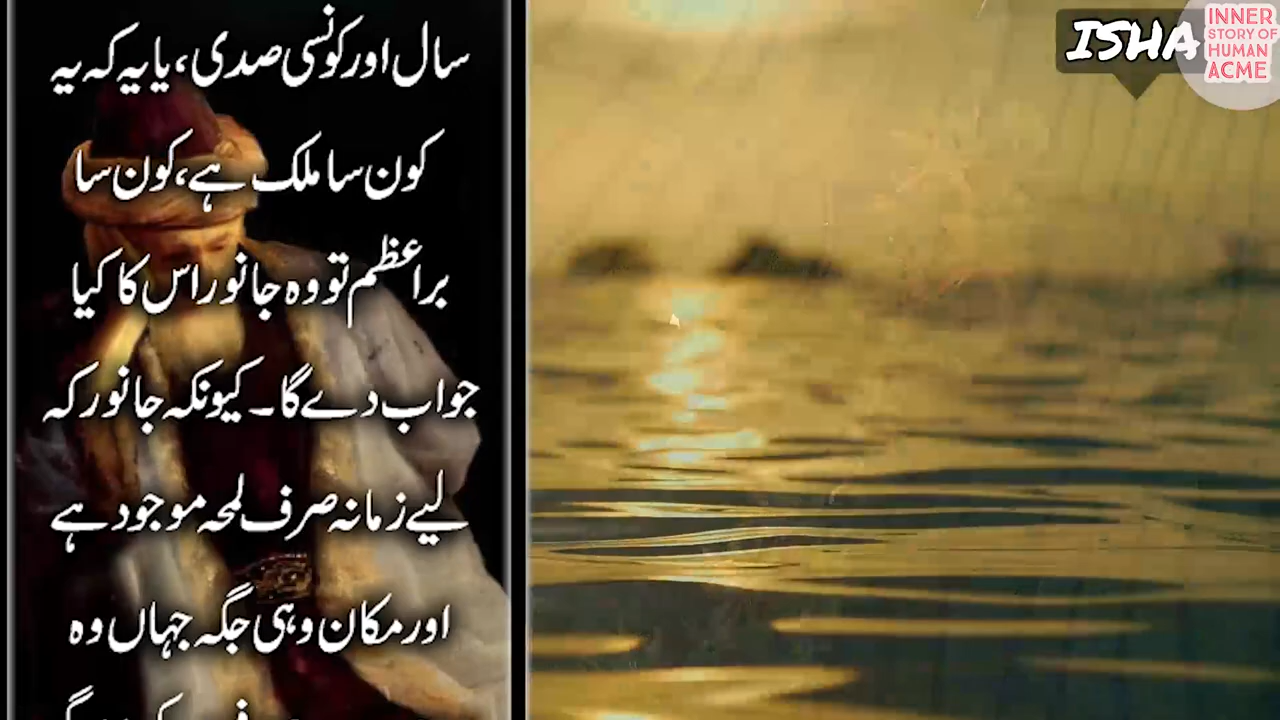 سال اور کونسی صدی، یا یہ کہ یہ
کون سا ملک ہے، کون سا
براعظم تو وہ جانور اس کا کیا
جواب دے گا۔ کیونکہ جانور کہ
لیے زمانہ صرف لمحہ موجود ہے
اور مکان وہی جگہ جہاں وہ
ISHA
INNER
STORY OF
HUMAN
ACME